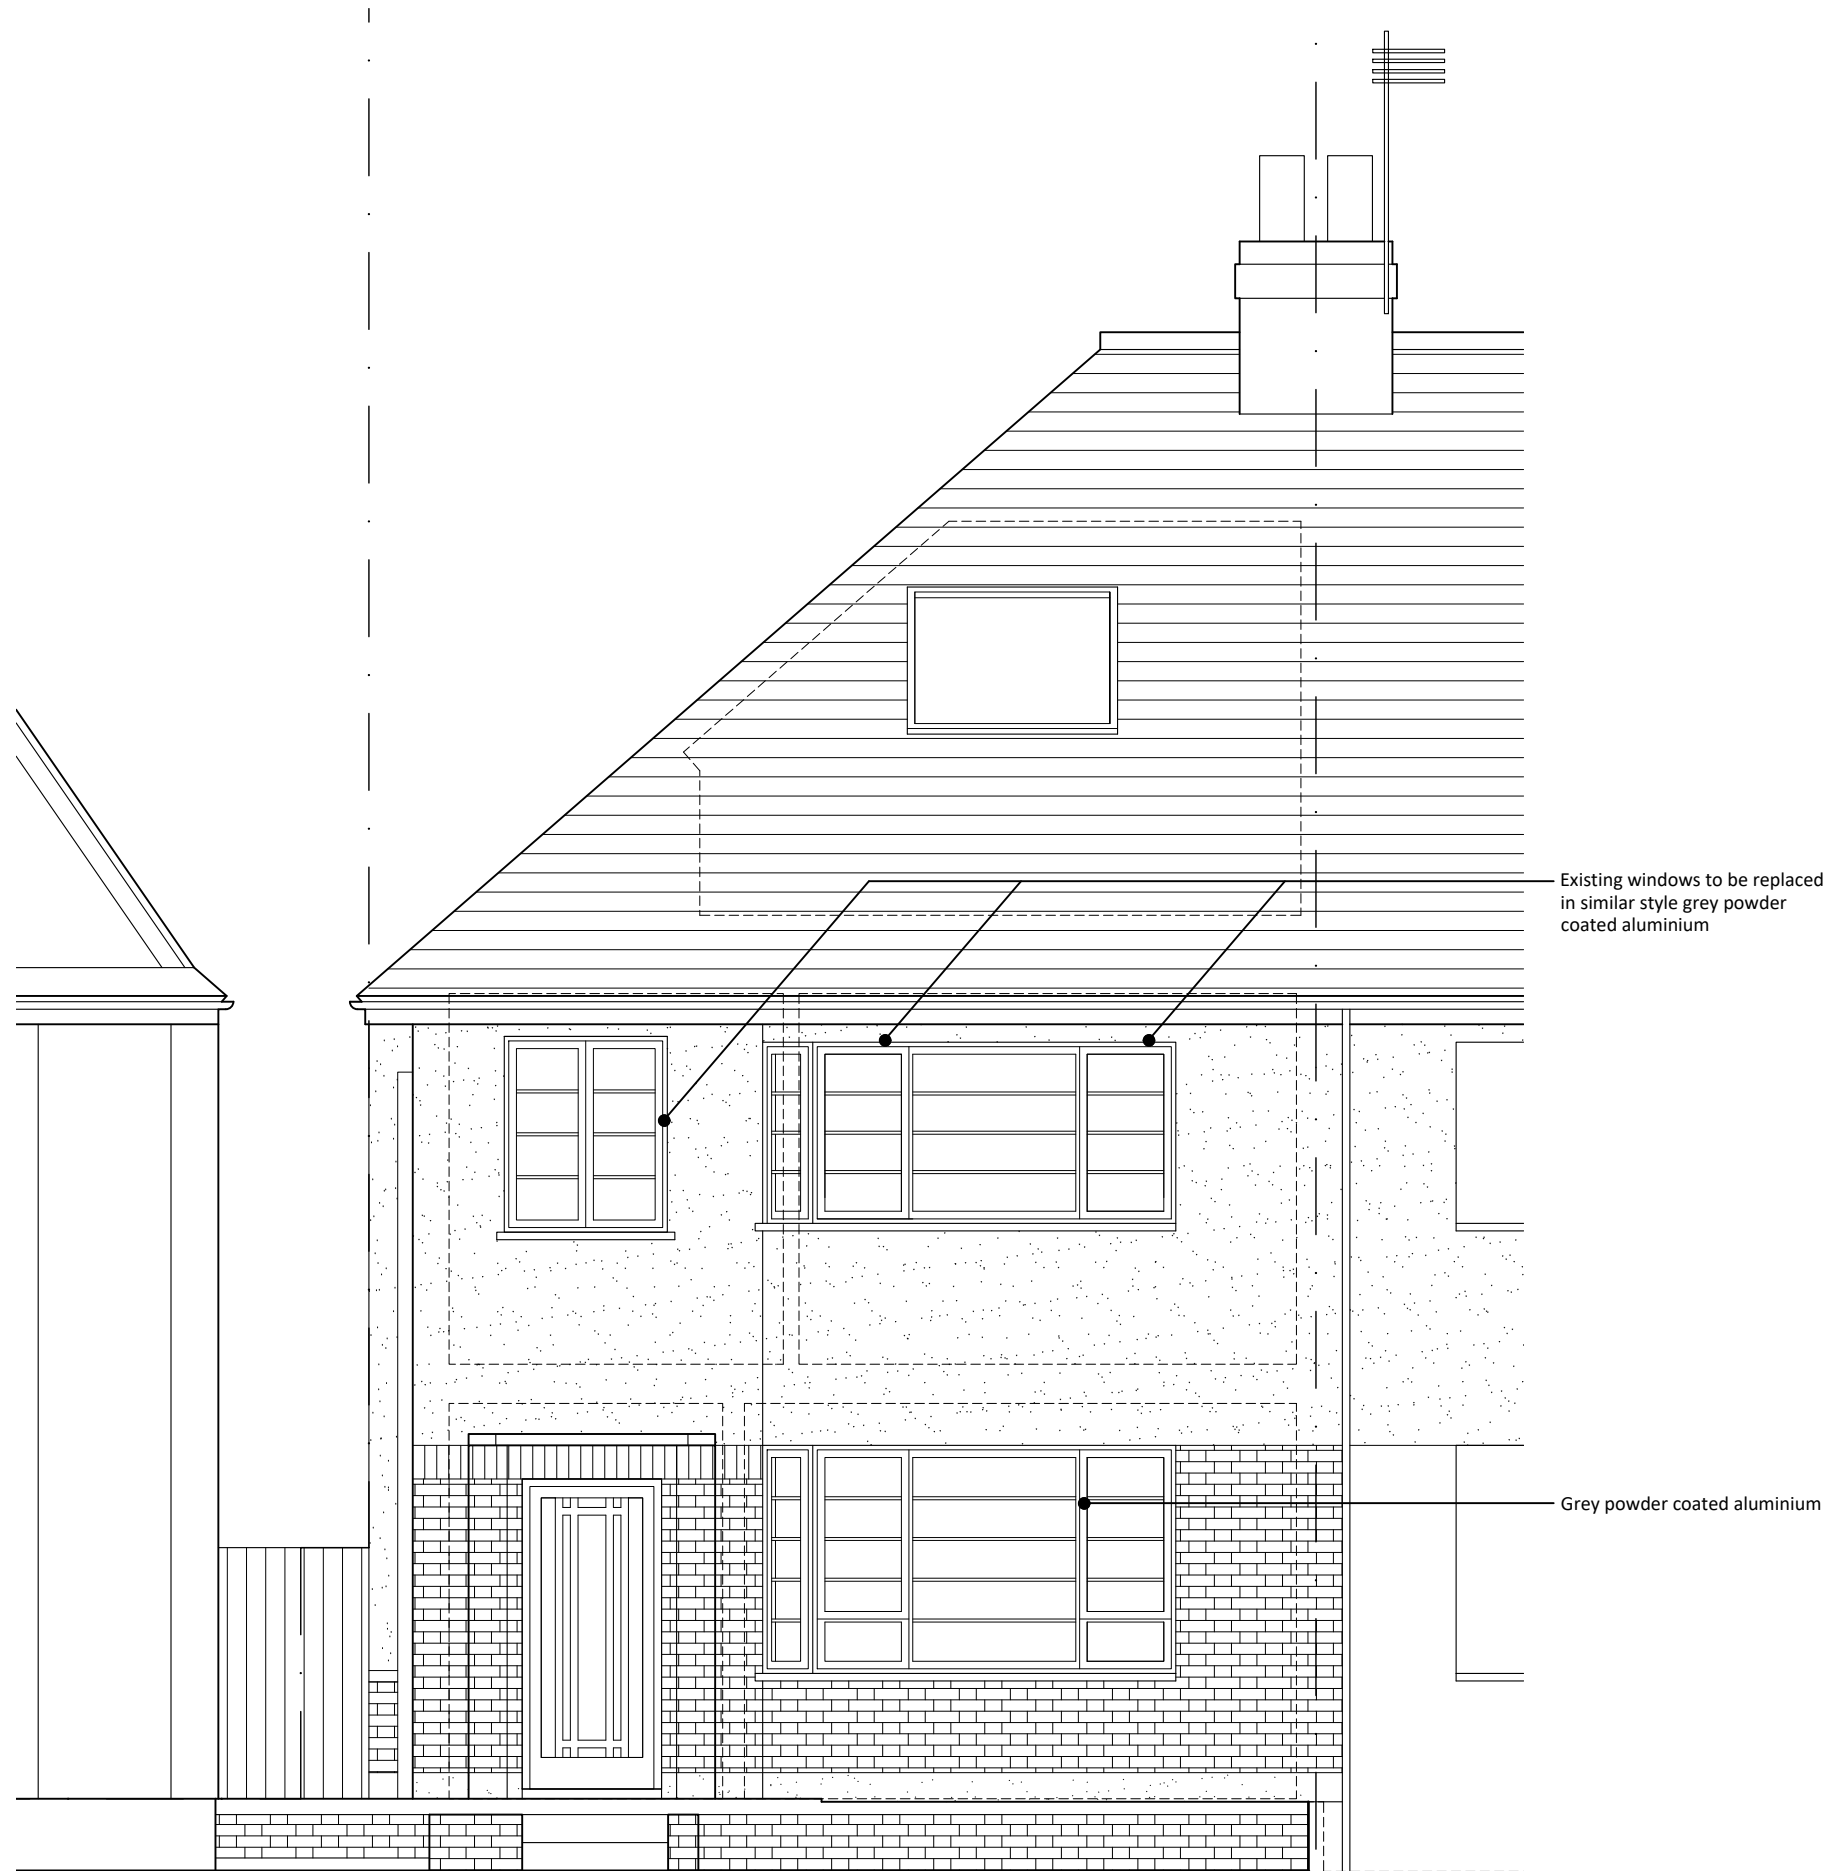 Existing windows to be replaced
in similar style grey powder
coated aluminium
Grey powder coated aluminium